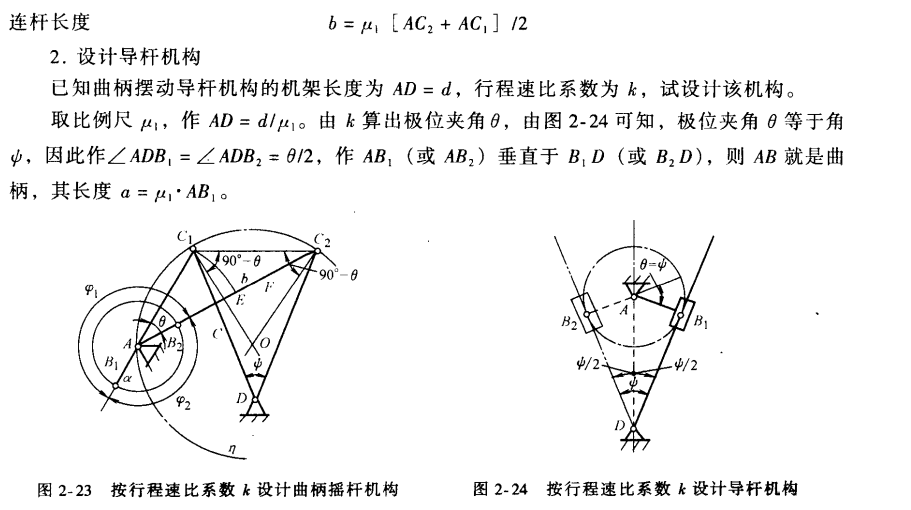 连杆长度 b = μ₁ [AC₂ + AC₁] /2
2. 设计导杆机构
已知曲柄摆动导杆机构的机架长度为 AD = d，行程速比系数为 k，试设计该机构。
取比例尺 μ₁，作 AD = d/μ₁。由 k 算出极位夹角θ，由图 2-24 可知，极位夹角 θ 等于角
ψ，因此作∠ADB₁ = ∠ADB₂ = θ/2，作 AB₁（或 AB₂）垂直于 B₁D（或 B₂D），则 AB 就是曲
柄，其长度 a = μ₁·AB₁。
C₁
C₂
90°-θ
90°-θ
b
E
F
φ₁
θ
C
O
A
B₂
B₁
α
ψ
φ₂
D
η
θ=ψ
A
B₂
B₁
ψ/2
ψ/2
ψ
D
图 2-23 按行程速比系数 k 设计曲柄摇杆机构
图 2-24 按行程速比系数 k 设计导杆机构